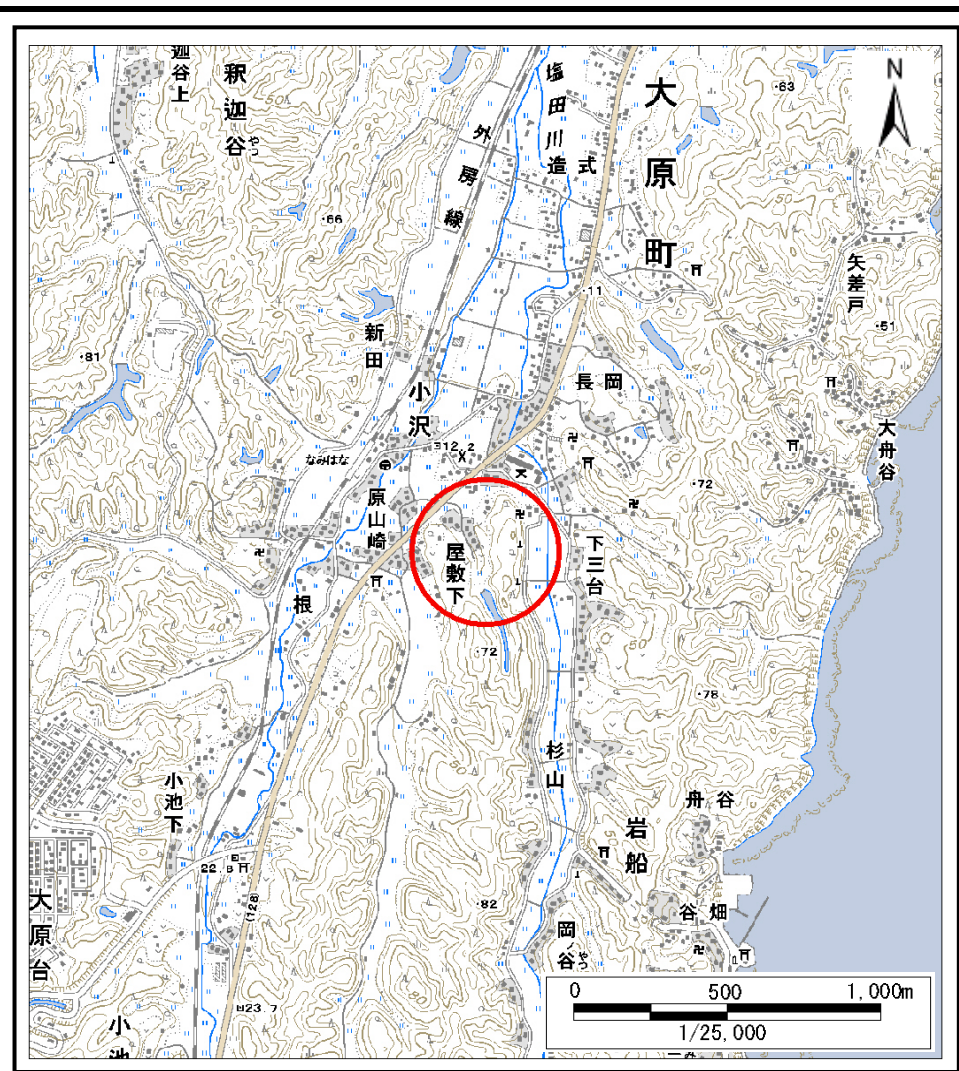 迦谷上
釈迦谷
やつ
塩田川
造式
大原町
N
外房線
・63
・66
矢差戸
・11
・51
新田
・81
小沢
長岡
大舟谷
なみはな
12.2
・72
原山崎
屋敷下
下三台
根
・72
・78
杉山
小池下
舟谷
岩船
22
大原台
(128)
・82
谷畑
岡ノ谷
やつ
23.7
小池
0 500 1,000m
1/25,000